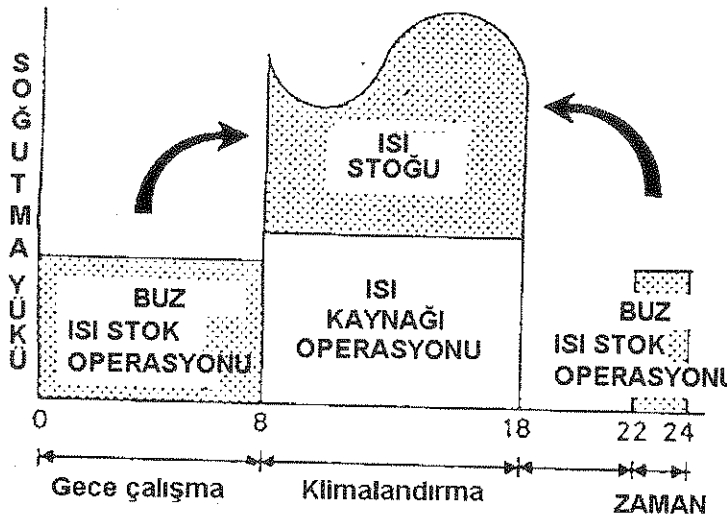 SOĞUTMA YÜKÜ
ISI
STOĞU
BUZ
ISI STOK
OPERASYONU
ISI
KAYNAĞI
OPERASYONU
BUZ
ISI STOK
OPERASYONU
0 8 18 22 24
Gece çalışma Klimalandırma ZAMAN